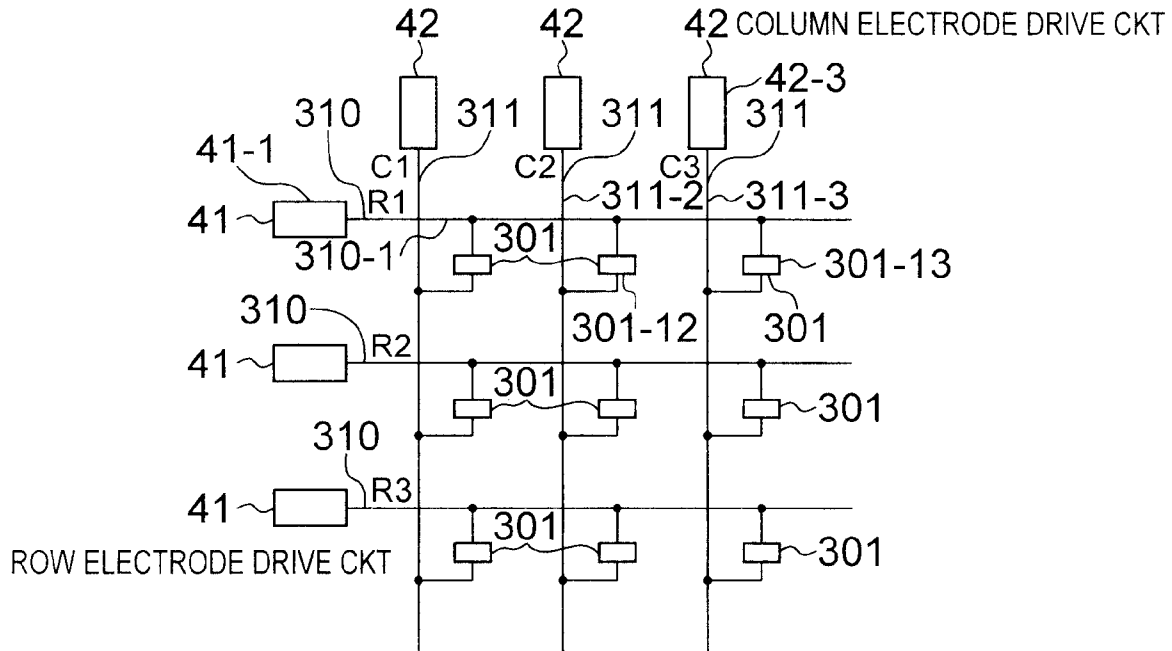 42 42 42 COLUMN ELECTRODE DRIVE CKT
42-3
310 311 311 311
41-1
C1 C2 C3
R1 311-2 311-3
41
310-1 301 301-13
301-12 301
310
R2
41
301 301
310
R3
41
301 301
ROW ELECTRODE DRIVE CKT